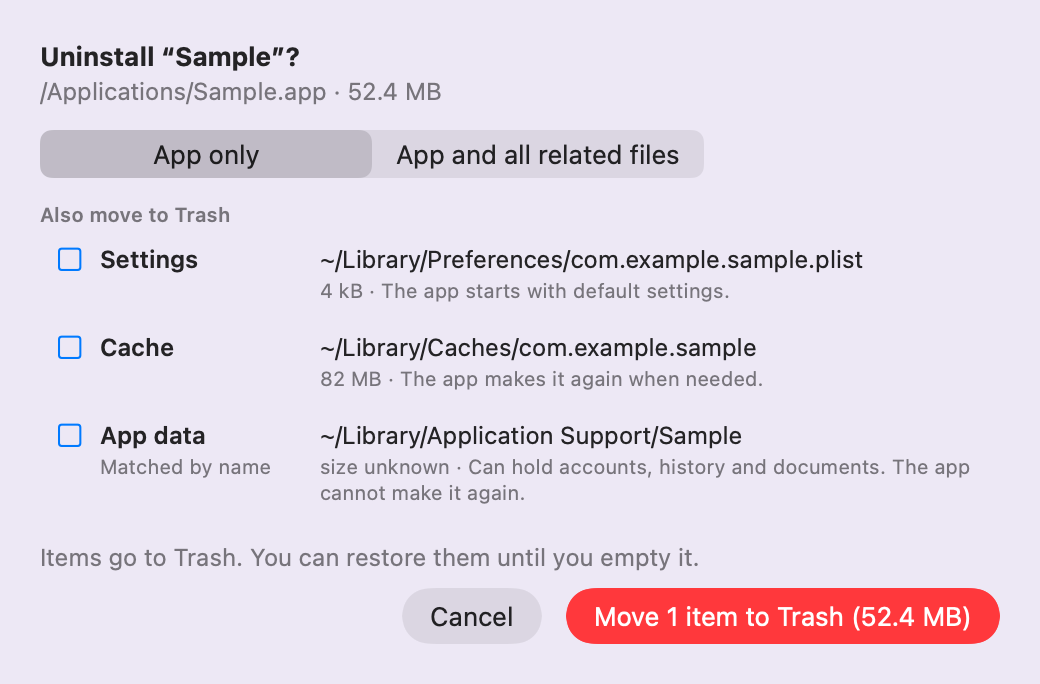 Uninstall “Sample”?
/Applications/Sample.app · 52.4 MB
App only
App and all related files
Also move to Trash
Settings
~/Library/Preferences/com.example.sample.plist
4 kB · The app starts with default settings.
Cache
~/Library/Caches/com.example.sample
82 MB · The app makes it again when needed.
App data
~/Library/Application Support/Sample
Matched by name
size unknown · Can hold accounts, history and documents. The app
cannot make it again.
Items go to Trash. You can restore them until you empty it.
Cancel
Move 1 item to Trash (52.4 MB)